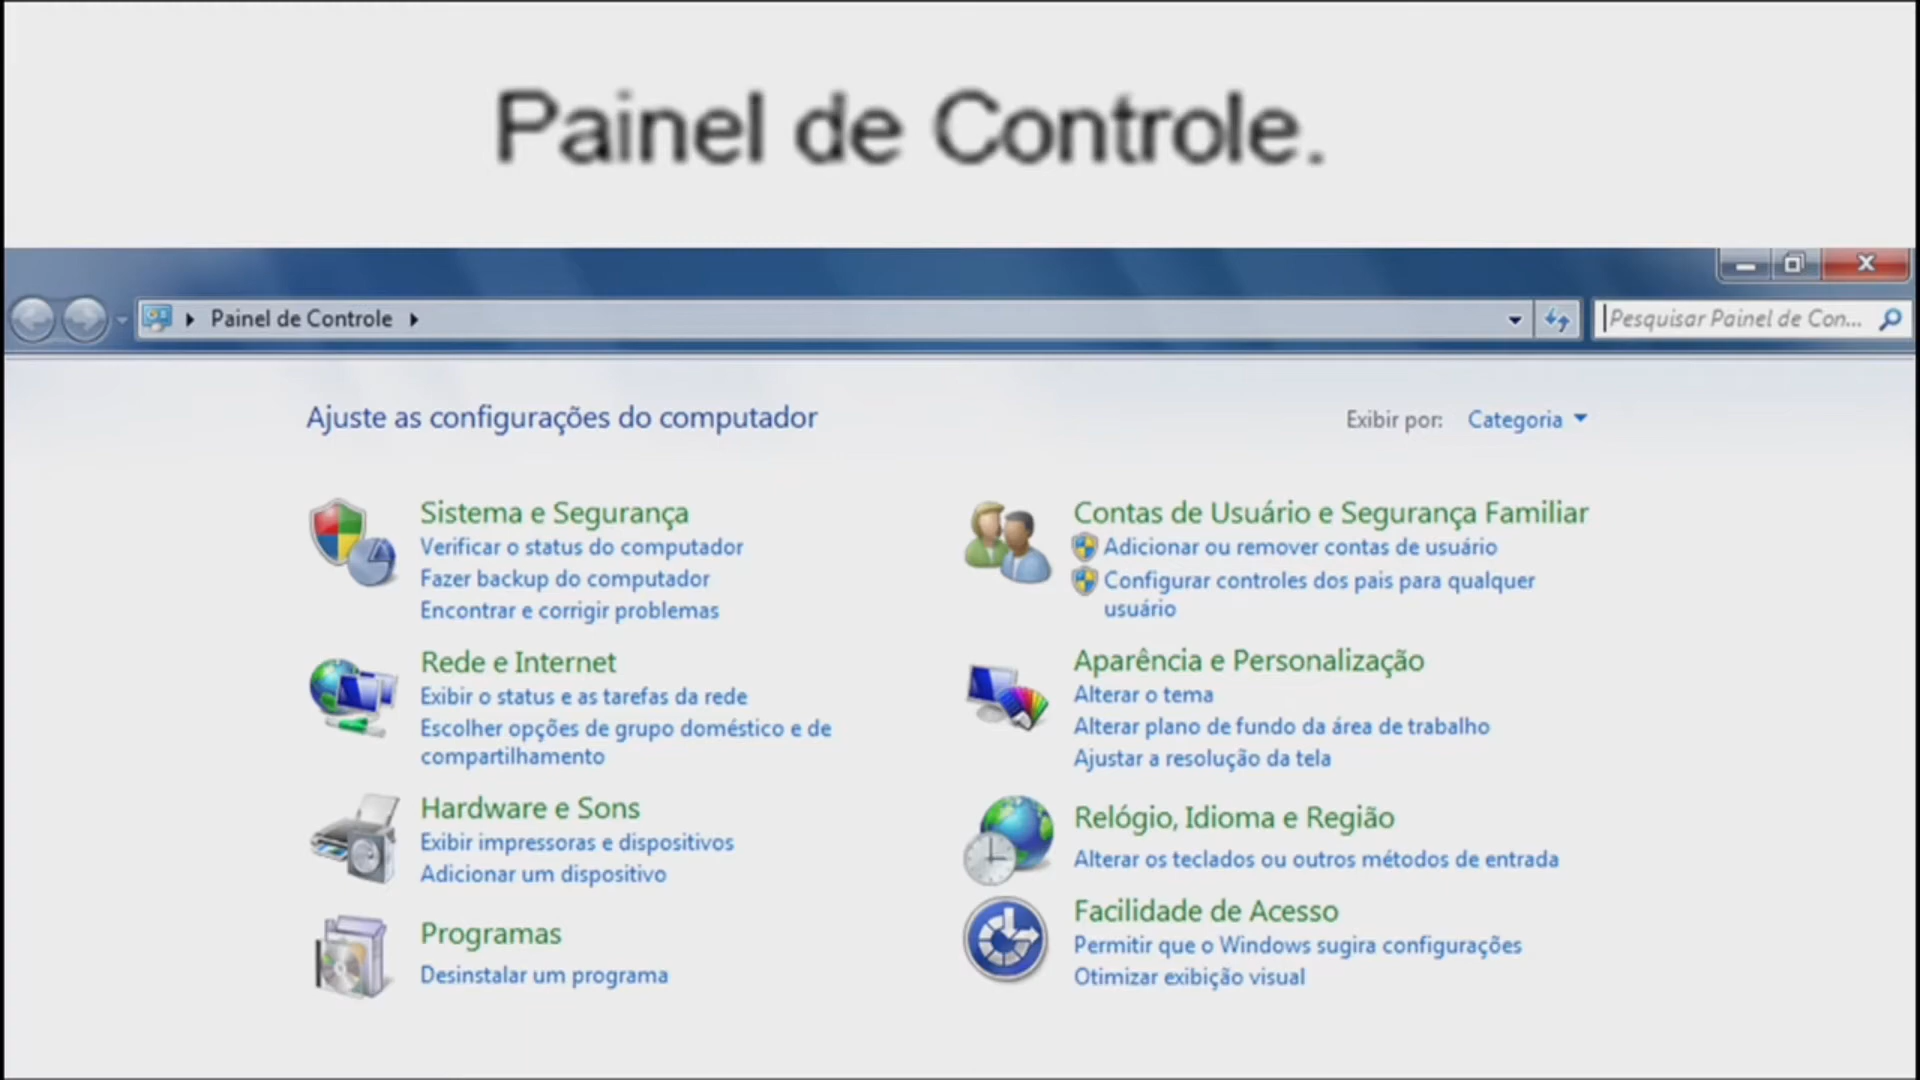 Painel de Controle.
Painel de Controle
Pesquisar Painel de Con...
Ajuste as configurações do computador
Exibir por: Categoria
Sistema e Segurança
Verificar o status do computador
Fazer backup do computador
Encontrar e corrigir problemas
Rede e Internet
Exibir o status e as tarefas da rede
Escolher opções de grupo doméstico e de
compartilhamento
Hardware e Sons
Exibir impressoras e dispositivos
Adicionar um dispositivo
Programas
Desinstalar um programa
Contas de Usuário e Segurança Familiar
Adicionar ou remover contas de usuário
Configurar controles dos pais para qualquer
usuário
Aparência e Personalização
Alterar o tema
Alterar plano de fundo da área de trabalho
Ajustar a resolução da tela
Relógio, Idioma e Região
Alterar os teclados ou outros métodos de entrada
Facilidade de Acesso
Permitir que o Windows sugira configurações
Otimizar exibição visual